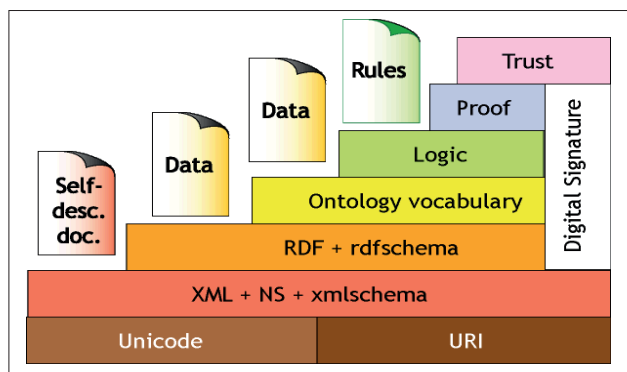 Trust
Rules
Proof
Data
Logic
Data
Digital Signature
Self-
desc.
doc.
Ontology vocabulary
RDF + rdfschema
XML + NS + xmlschema
Unicode
URI